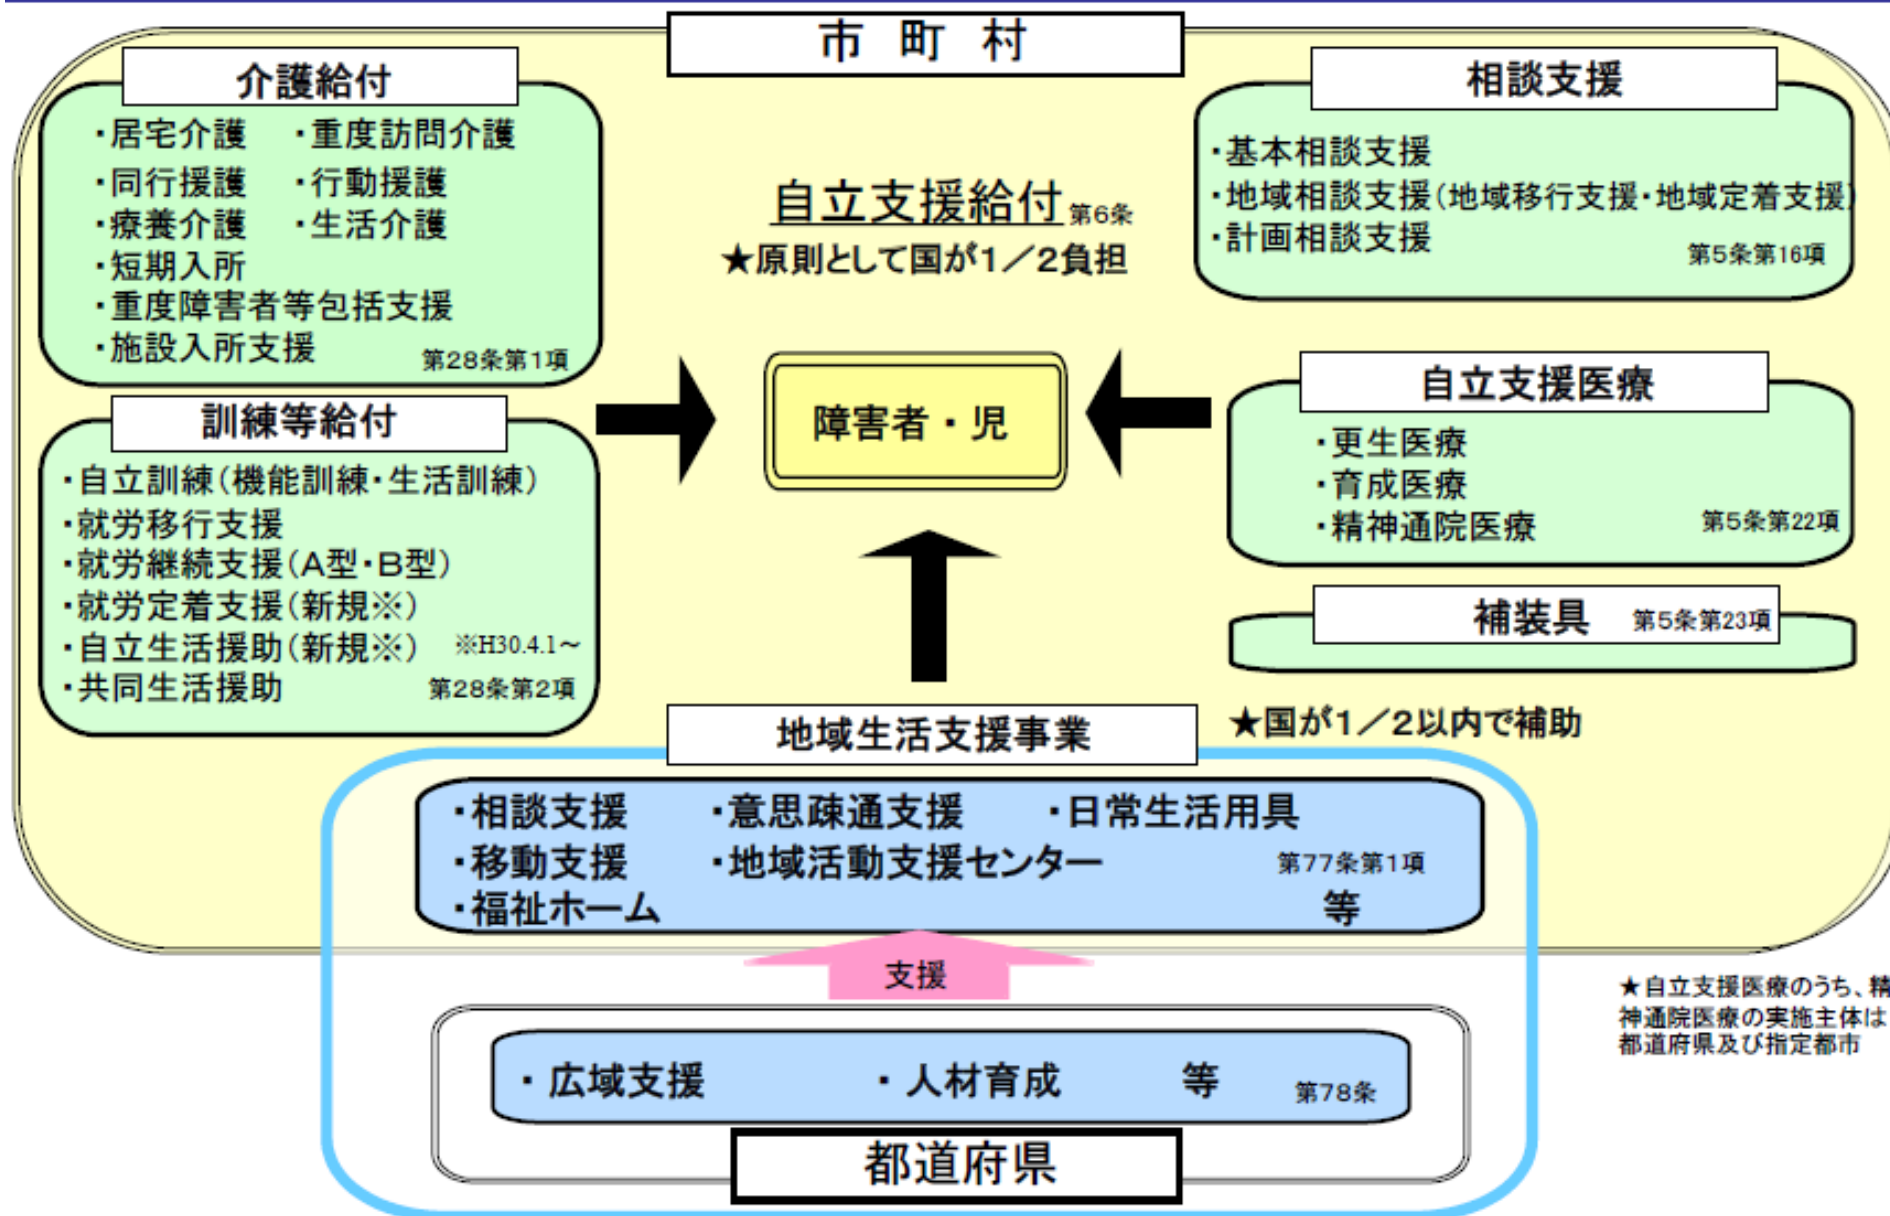 市 町 村
介護給付
・居宅介護 ・重度訪問介護
・同行援護 ・行動援護
・療養介護 ・生活介護
・短期入所
・重度障害者等包括支援
・施設入所支援 第28条第1項
訓練等給付
・自立訓練(機能訓練・生活訓練)
・就労移行支援
・就労継続支援(A型・B型)
・就労定着支援(新規※)
・自立生活援助(新規※) ※H30.4.1～
・共同生活援助 第28条第2項
自立支援給付 第6条
★原則として国が1／2負担
障害者・児
相談支援
・基本相談支援
・地域相談支援(地域移行支援・地域定着支援)
・計画相談支援 第5条第16項
自立支援医療
・更生医療
・育成医療
・精神通院医療 第5条第22項
補装具 第5条第23項
地域生活支援事業
★国が1／2以内で補助
・相談支援 ・意思疎通支援 ・日常生活用具
・移動支援 ・地域活動支援センター 第77条第1項
・福祉ホーム 等
支援
・広域支援 ・人材育成 等 第78条
都道府県
★自立支援医療のうち、精
神通院医療の実施主体は
都道府県及び指定都市